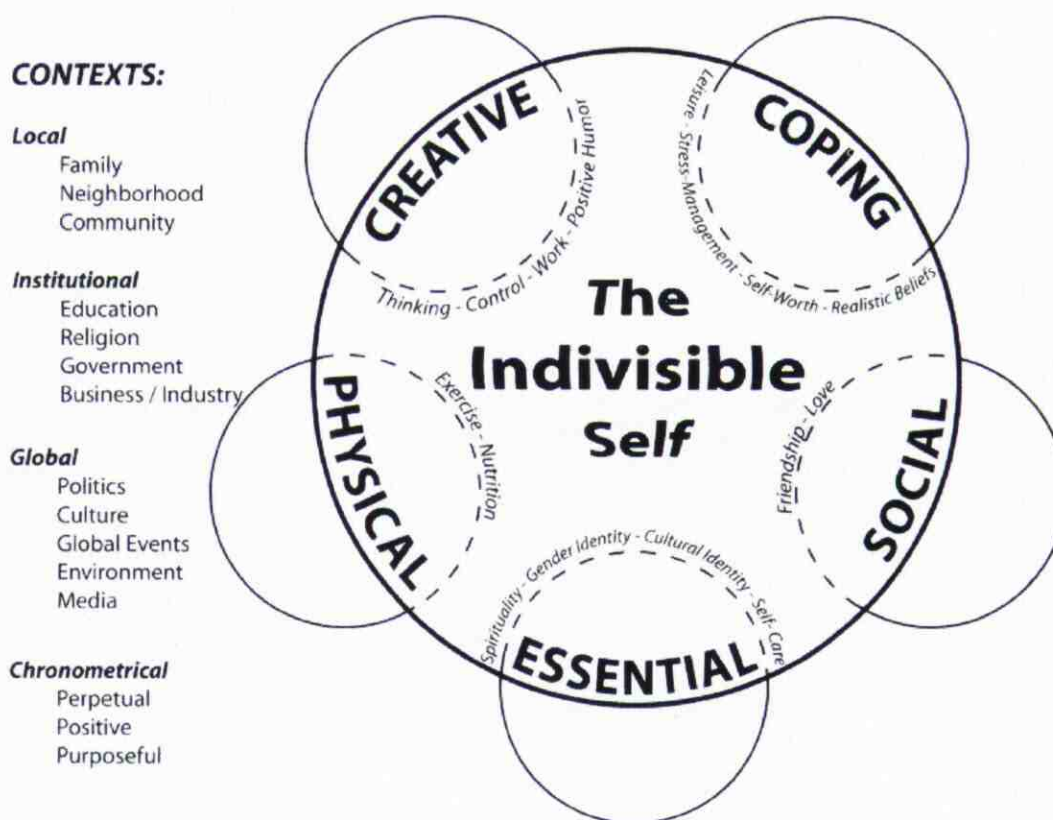 CONTEXTS:
Local
Family
Neighborhood
Community
Institutional
Education
Religion
Government
Business / Industry
Global
Politics
Culture
Global Events
Environment
Media
Chronometrical
Perpetual
Positive
Purposeful
CREATIVE
Thinking - Control - Work - Positive Humor
COPING
Leisure - Stress-Management - Self-Worth - Realistic Beliefs
The
Indivisible
Self
PHYSICAL
Exercise - Nutrition
SOCIAL
Friendship - Love
ESSENTIAL
Spirituality - Gender Identity - Cultural Identity - Self- Care